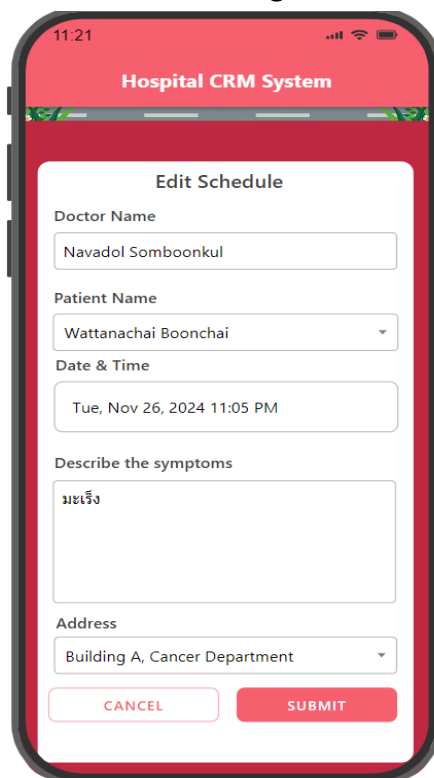 11:21
Hospital CRM System
Edit Schedule
Doctor Name
Navadol Somboonkul
Patient Name
Wattanachai Boonchai
Date & Time
Tue, Nov 26, 2024 11:05 PM
Describe the symptoms
มะเร็ง
Address
Building A, Cancer Department
CANCEL
SUBMIT